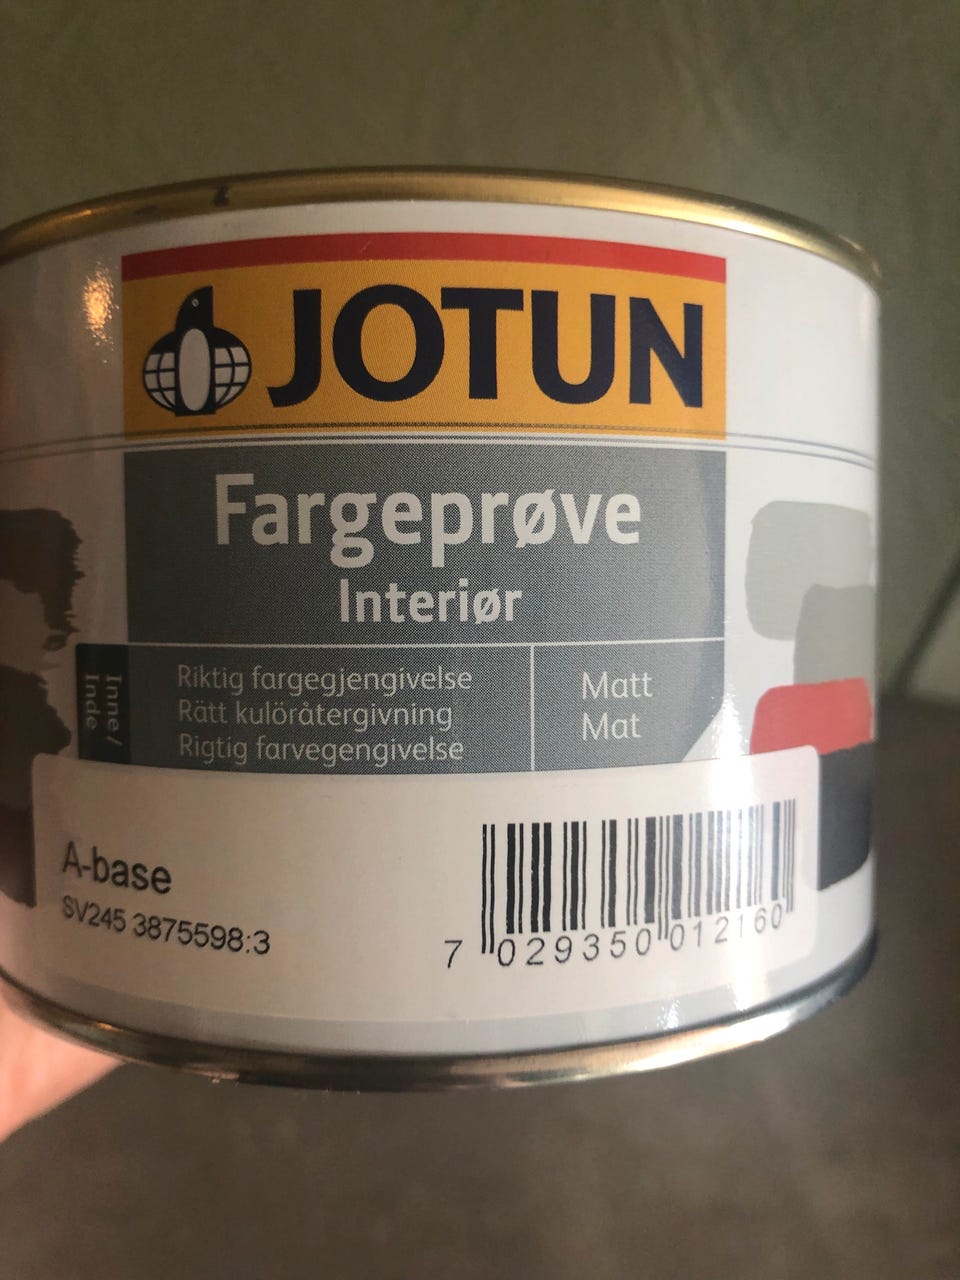 JOTUN
Fargeprøve
Interiør
Inne/
Inde
Riktig fargegjengivelse
Rätt kulöråtergivning
Rigtig farvegengivelse
Matt
Mat
A-base
SV245 3875598:3
7 029350 012160